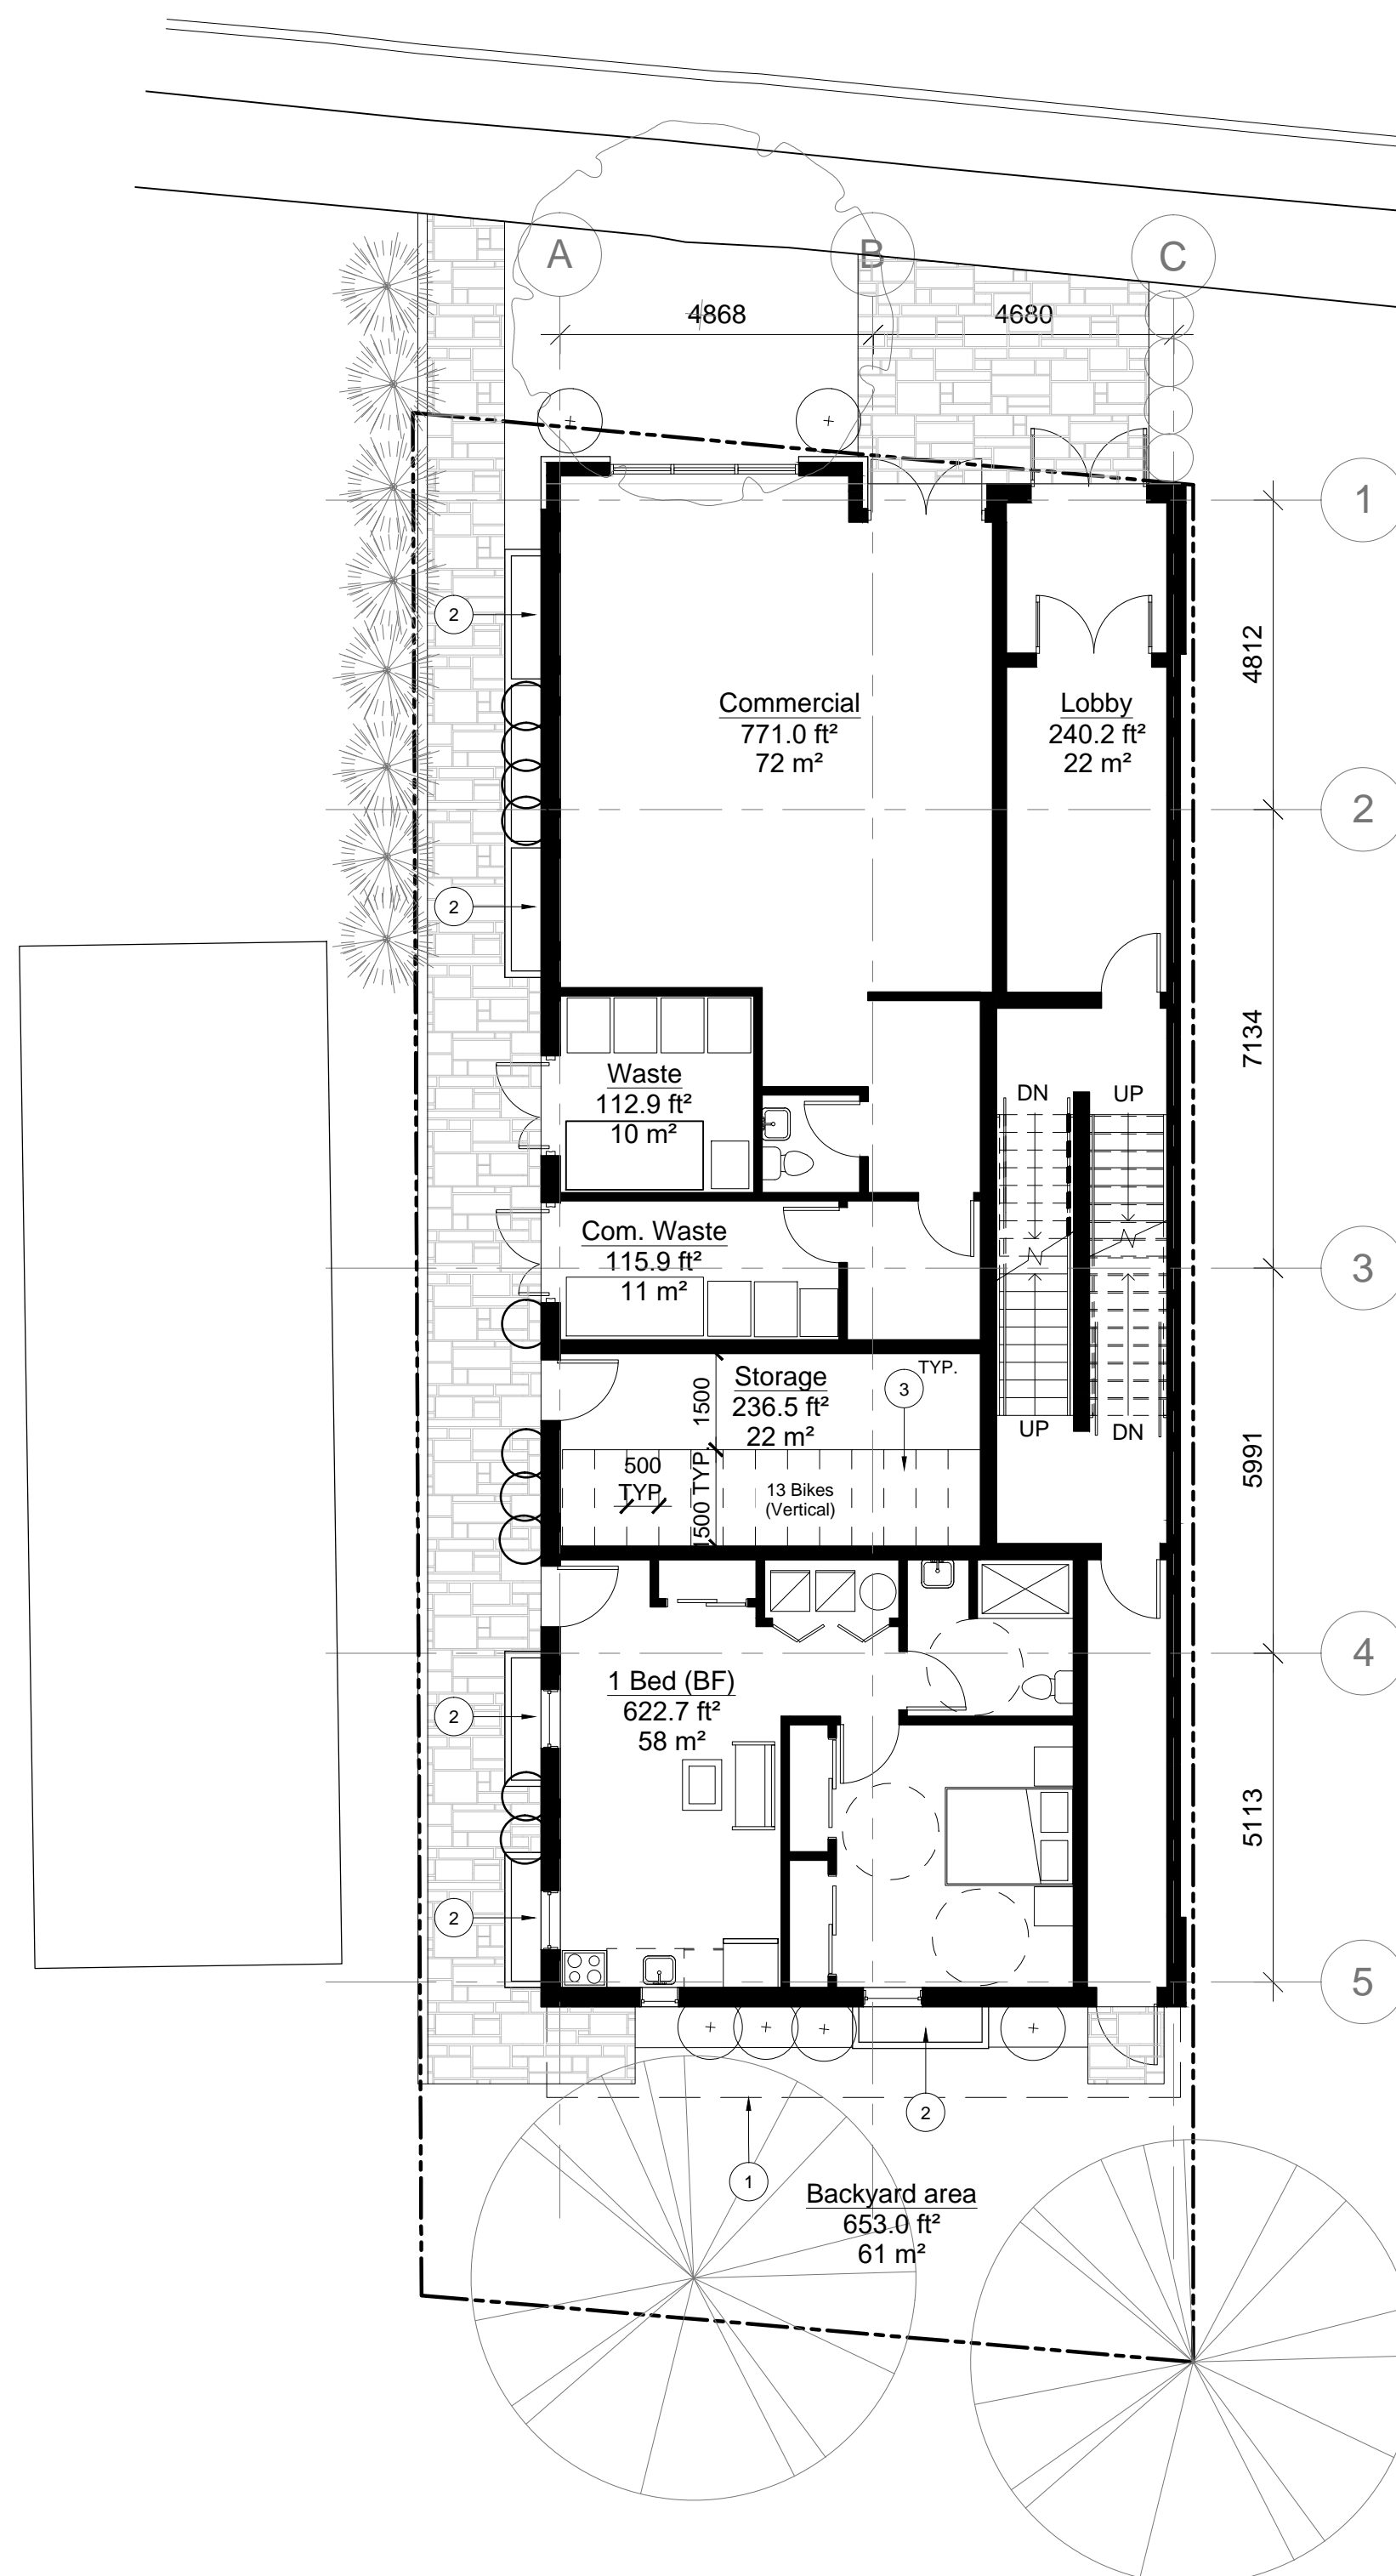 A
B
C
4868
4680
1
4812
2
Commercial
771.0 ft²
72 m²
Lobby
240.2 ft²
22 m²
2
2
7134
Waste
112.9 ft²
10 m²
DN
UP
Com. Waste
115.9 ft²
11 m²
3
Storage
236.5 ft²
22 m²
1500
3
TYP.
UP
DN
500
TYP.
1500 TYP.
13 Bikes
(Vertical)
5991
4
1 Bed (BF)
622.7 ft²
58 m²
2
5113
2
5
2
1
Backyard area
653.0 ft²
61 m²